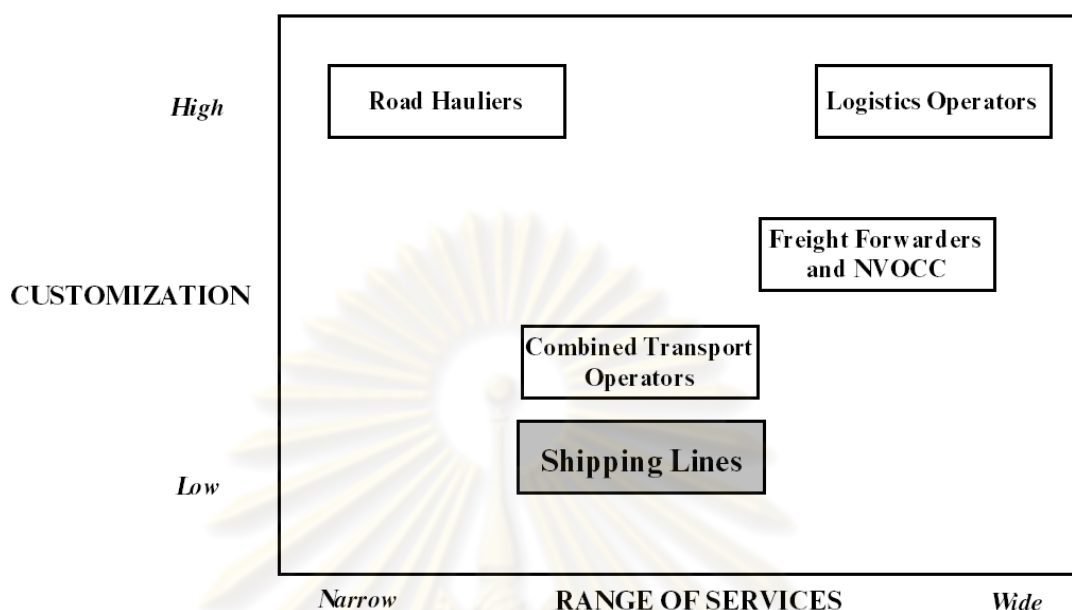 High
Road Hauliers
Logistics Operators
Freight Forwarders
and NVOCC
CUSTOMIZATION
Combined Transport
Operators
Shipping Lines
Low
Narrow
RANGE OF SERVICES
Wide